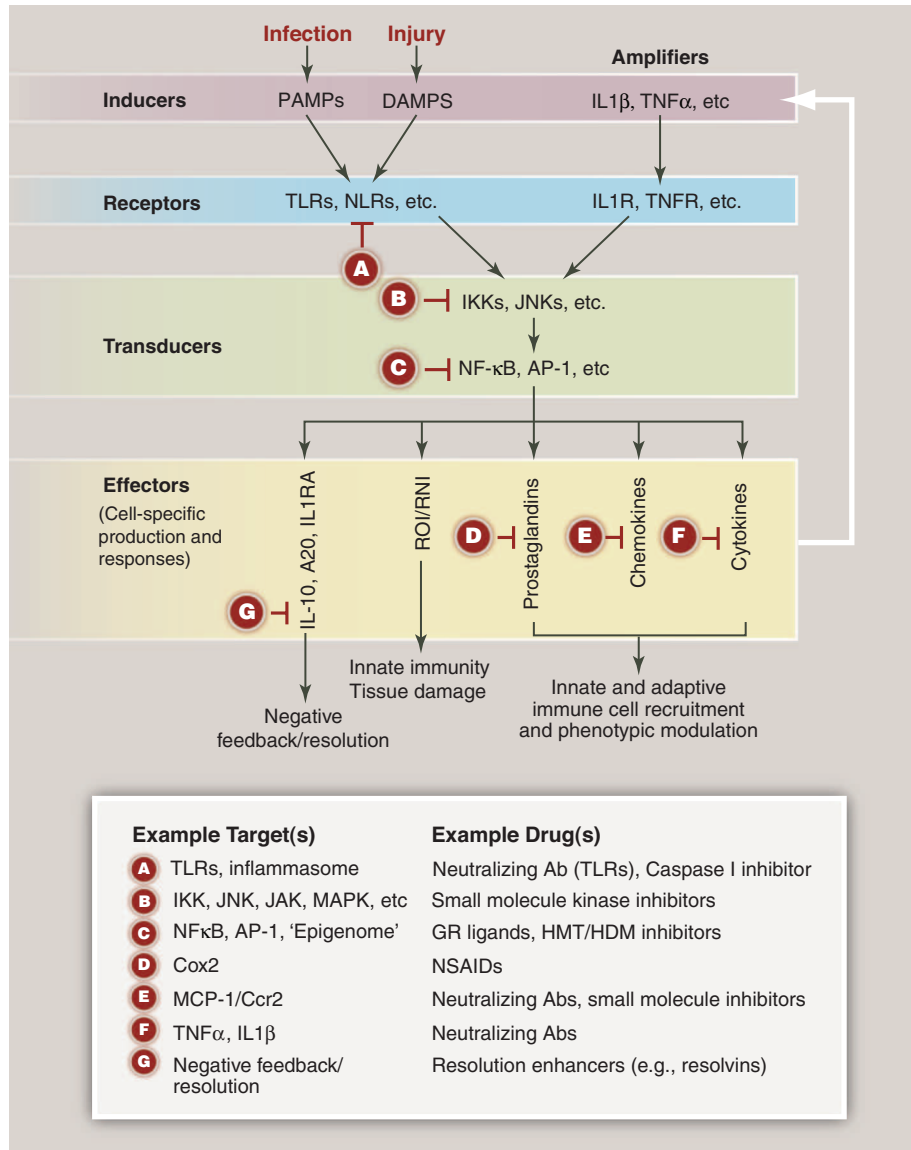 Infection Injury
Amplifiers
Inducers PAMPs DAMPS IL1β, TNFα, etc
Receptors TLRs, NLRs, etc. IL1R, TNFR, etc.
A
B IKKs, JNKs, etc.
Transducers
C NF-κB, AP-1, etc
Effectors
(Cell-specific
production and
responses)
IL-10, A20, IL1RA
ROI/RNI
Prostaglandins
Chemokines
Cytokines
D
E
F
G
Innate immunity
Tissue damage
Negative
feedback/resolution
Innate and adaptive
immune cell recruitment
and phenotypic modulation
Example Target(s) Example Drug(s)
A TLRs, inflammasome Neutralizing Ab (TLRs), Caspase I inhibitor
B IKK, JNK, JAK, MAPK, etc Small molecule kinase inhibitors
C NFκB, AP-1, ‘Epigenome’ GR ligands, HMT/HDM inhibitors
D Cox2 NSAIDs
E MCP-1/Ccr2 Neutralizing Abs, small molecule inhibitors
F TNFα, IL1β Neutralizing Abs
G Negative feedback/ Resolution enhancers (e.g., resolvins)
resolution